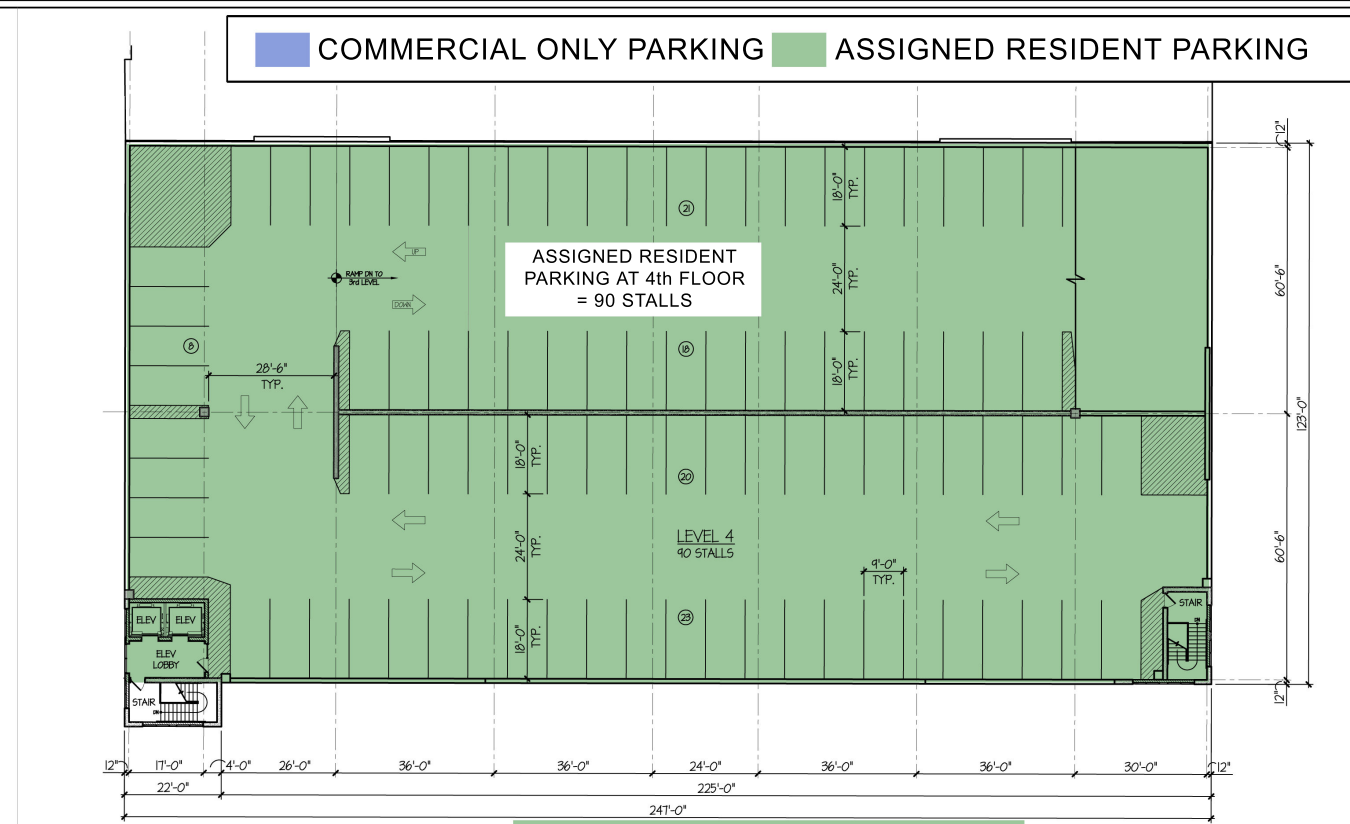 COMMERCIAL ONLY PARKING
ASSIGNED RESIDENT PARKING
12"
18'-0"
TYP.
21
ASSIGNED RESIDENT
PARKING AT 4th FLOOR
= 90 STALLS
UP
RAMP DN TO
3rd LEVEL
DOWN
24'-0"
TYP.
60'-6"
8
18
28'-6"
TYP.
18'-0"
TYP.
123'-0"
18'-0"
TYP.
20
LEVEL 4
90 STALLS
24'-0"
TYP.
9'-0"
TYP.
60'-6"
23
18'-0"
TYP.
ELEV
ELEV
ELEV
LOBBY
STAIR
DN
STAIR
DN
12"
12"
17'-0"
4'-0"
26'-0"
36'-0"
36'-0"
24'-0"
36'-0"
36'-0"
30'-0"
12"
22'-0"
225'-0"
247'-0"